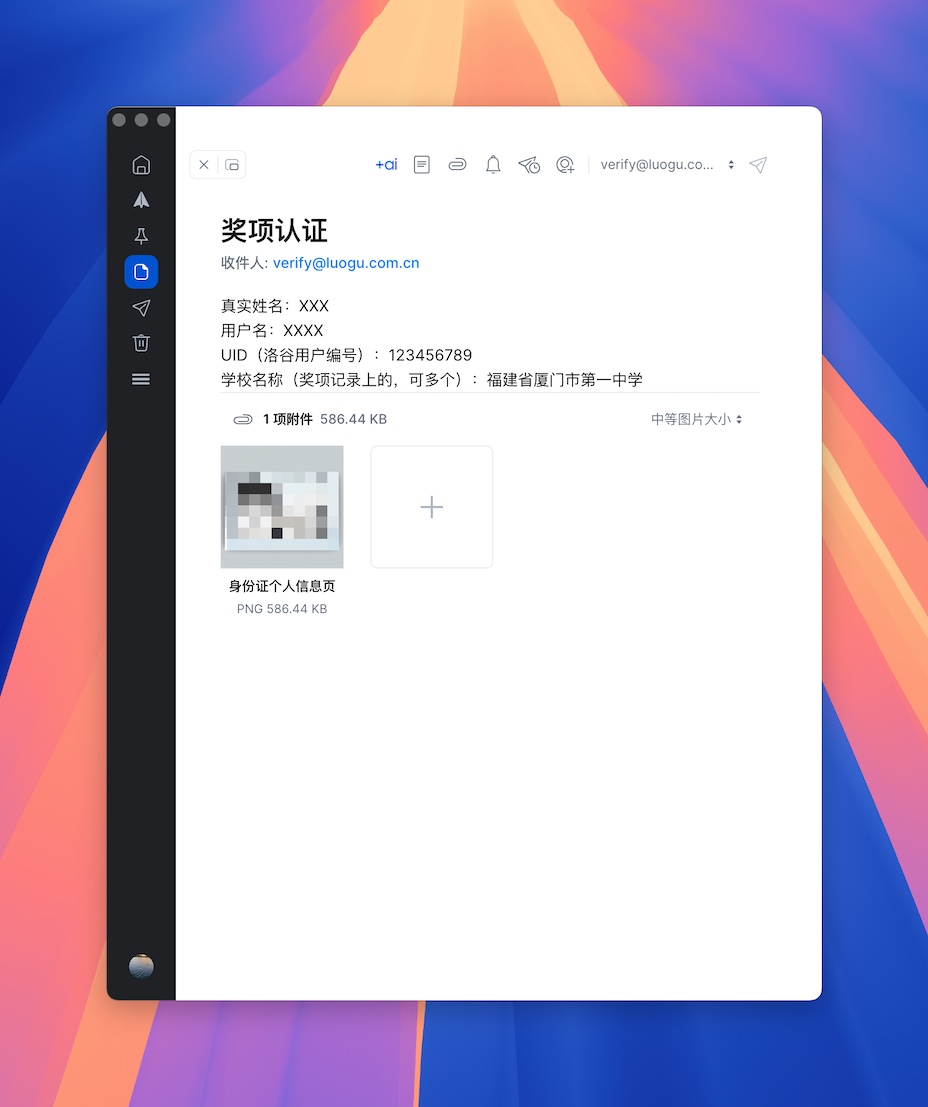 +ai
verify@luogu.co...
奖项认证
收件人: verify@luogu.com.cn
真实姓名：XXX
用户名：XXXX
UID（洛谷用户编号）：123456789
学校名称（奖项记录上的，可多个）：福建省厦门市第一中学
1 项附件 586.44 KB
中等图片大小
身份证个人信息页
PNG 586.44 KB